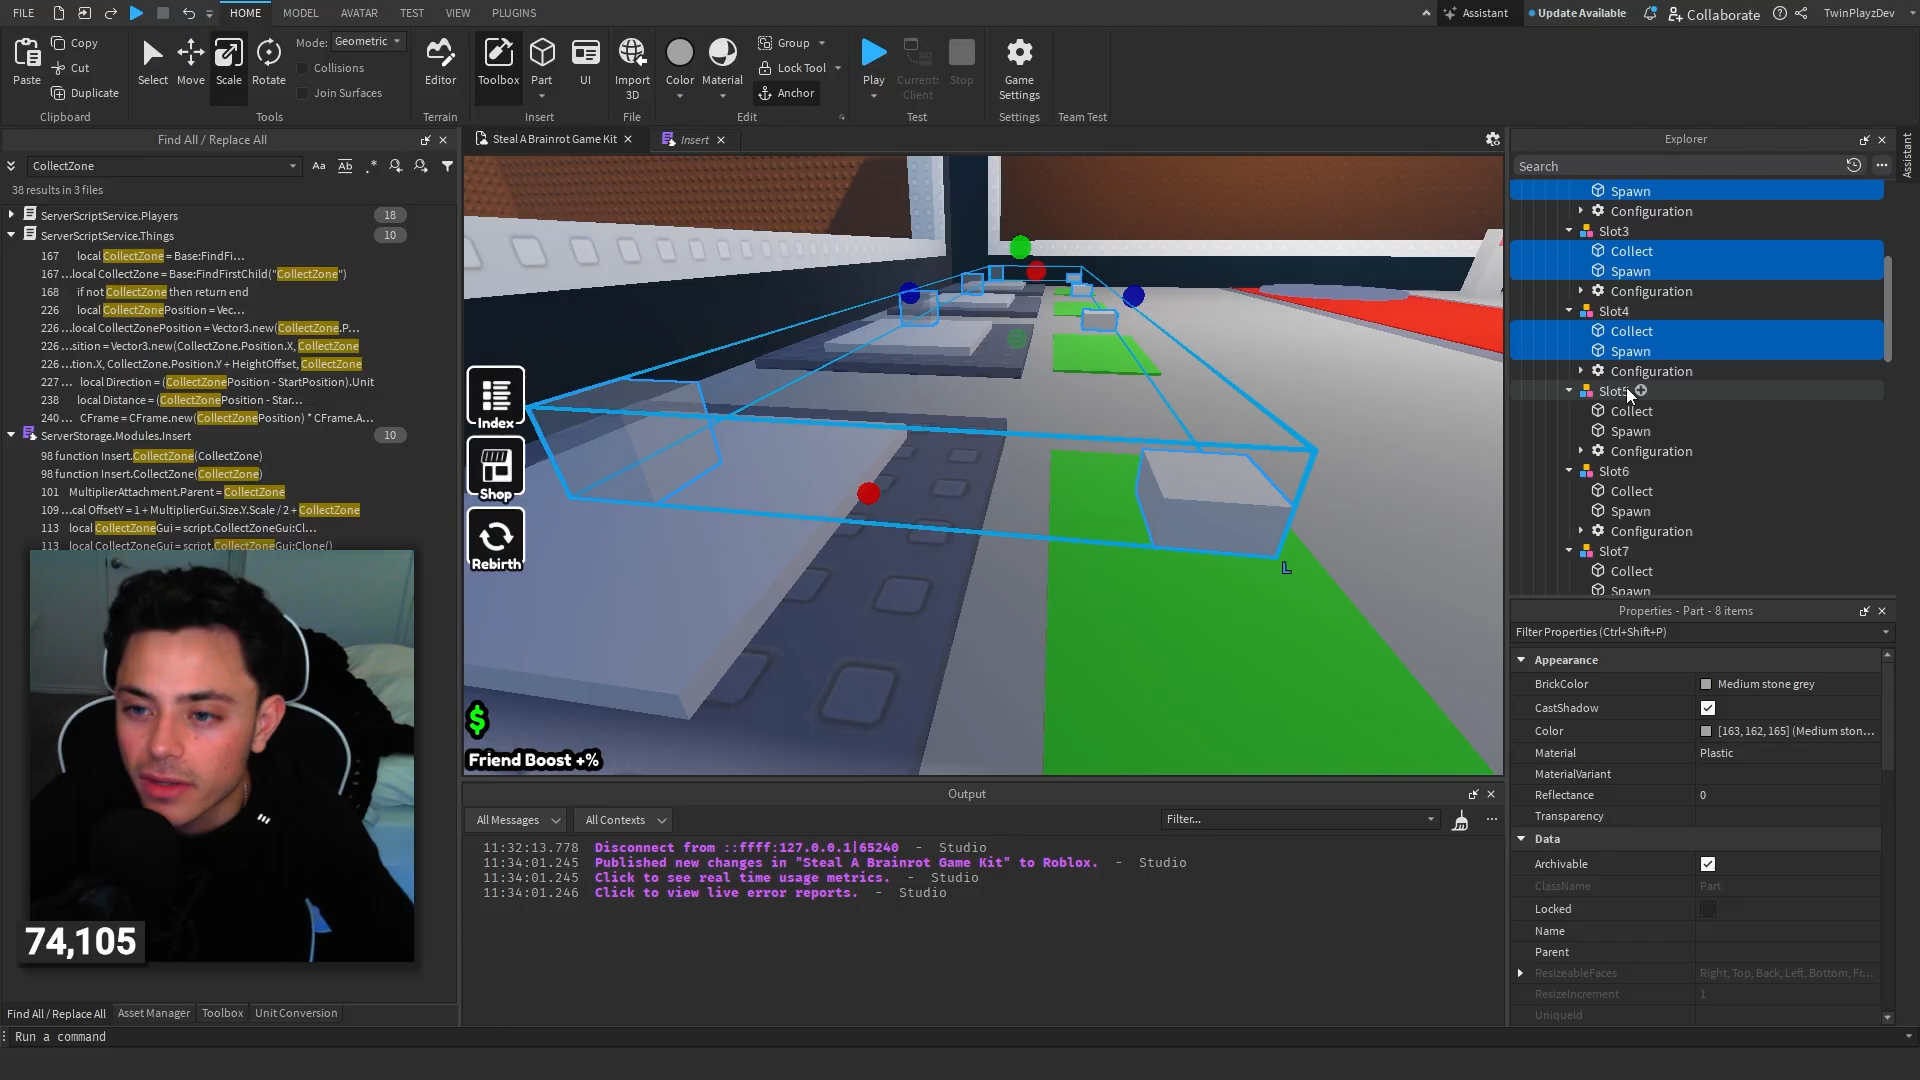 FILE
HOME
MODEL
AVATAR
TEST
VIEW
PLUGINS
Assistant
Update Available
Collaborate
TwinPlayzDev
Paste
Copy
Cut
Duplicate
Clipboard
Select
Move
Scale
Rotate
Mode: Geometric
Collisions
Join Surfaces
Tools
Editor
Terrain
Toolbox
Part
UI
Insert
Import
3D
File
Color
Material
Group
Lock Tool
Anchor
Edit
Play
Current:
Client
Stop
Test
Game
Settings
Settings
Team Test
Find All / Replace All
CollectZone
Aa
Ab
38 results in 3 files
ServerScriptService.Players 18
ServerScriptService.Things 10
167 local CollectZone = Base:FindFi...
167 ...local CollectZone = Base:FindFirstChild("CollectZone")
168 if not CollectZone then return end
226 local CollectZonePosition = Vec...
226 ...local CollectZonePosition = Vector3.new(CollectZone.P...
226 ...sition = Vector3.new(CollectZone.Position.X, CollectZone
226 ...tion.X, CollectZone.Position.Y + HeightOffset, CollectZone
227 ... local Direction = (CollectZonePosition - StartPosition).Unit
238 local Distance = (CollectZonePosition - Star...
240 ... CFrame = CFrame.new(CollectZonePosition) * CFrame.A...
ServerStorage.Modules.Insert 10
98 function Insert.CollectZone(CollectZone)
98 function Insert.CollectZone(CollectZone)
101 MultiplierAttachment.Parent = CollectZone
109 ...cal OffsetY = 1 + MultiplierGui.Size.Y.Scale / 2 + CollectZone
113 local CollectZoneGui = script.CollectZoneGui:Cl...
113 local CollectZoneGui = script.CollectZoneGui:Clone()
74,105
Find All / Replace All
Asset Manager
Toolbox
Unit Conversion
Run a command
Steal A Brainrot Game Kit
Insert
Index
Shop
Rebirth
$
Friend Boost +%
L
Output
All Messages
All Contexts
Filter...
11:32:13.778 Disconnect from ::ffff:127.0.0.1|65240 - Studio
11:34:01.245 Published new changes in "Steal A Brainrot Game Kit" to Roblox. - Studio
11:34:01.245 Click to see real time usage metrics. - Studio
11:34:01.246 Click to view live error reports. - Studio
Explorer
Assistant
Search
Spawn
Configuration
Slot3
Collect
Spawn
Configuration
Slot4
Collect
Spawn
Configuration
Slot5
Collect
Spawn
Configuration
Slot6
Collect
Spawn
Configuration
Slot7
Collect
Spawn
Properties - Part - 8 items
Filter Properties (Ctrl+Shift+P)
Appearance
BrickColor Medium stone grey
CastShadow
Color [163, 162, 165] (Medium ston...
Material Plastic
MaterialVariant
Reflectance 0
Transparency
Data
Archivable
ClassName Part
Locked
Name
Parent
ResizeableFaces Right, Top, Back, Left, Bottom, Fr...
ResizeIncrement 1
UniqueId